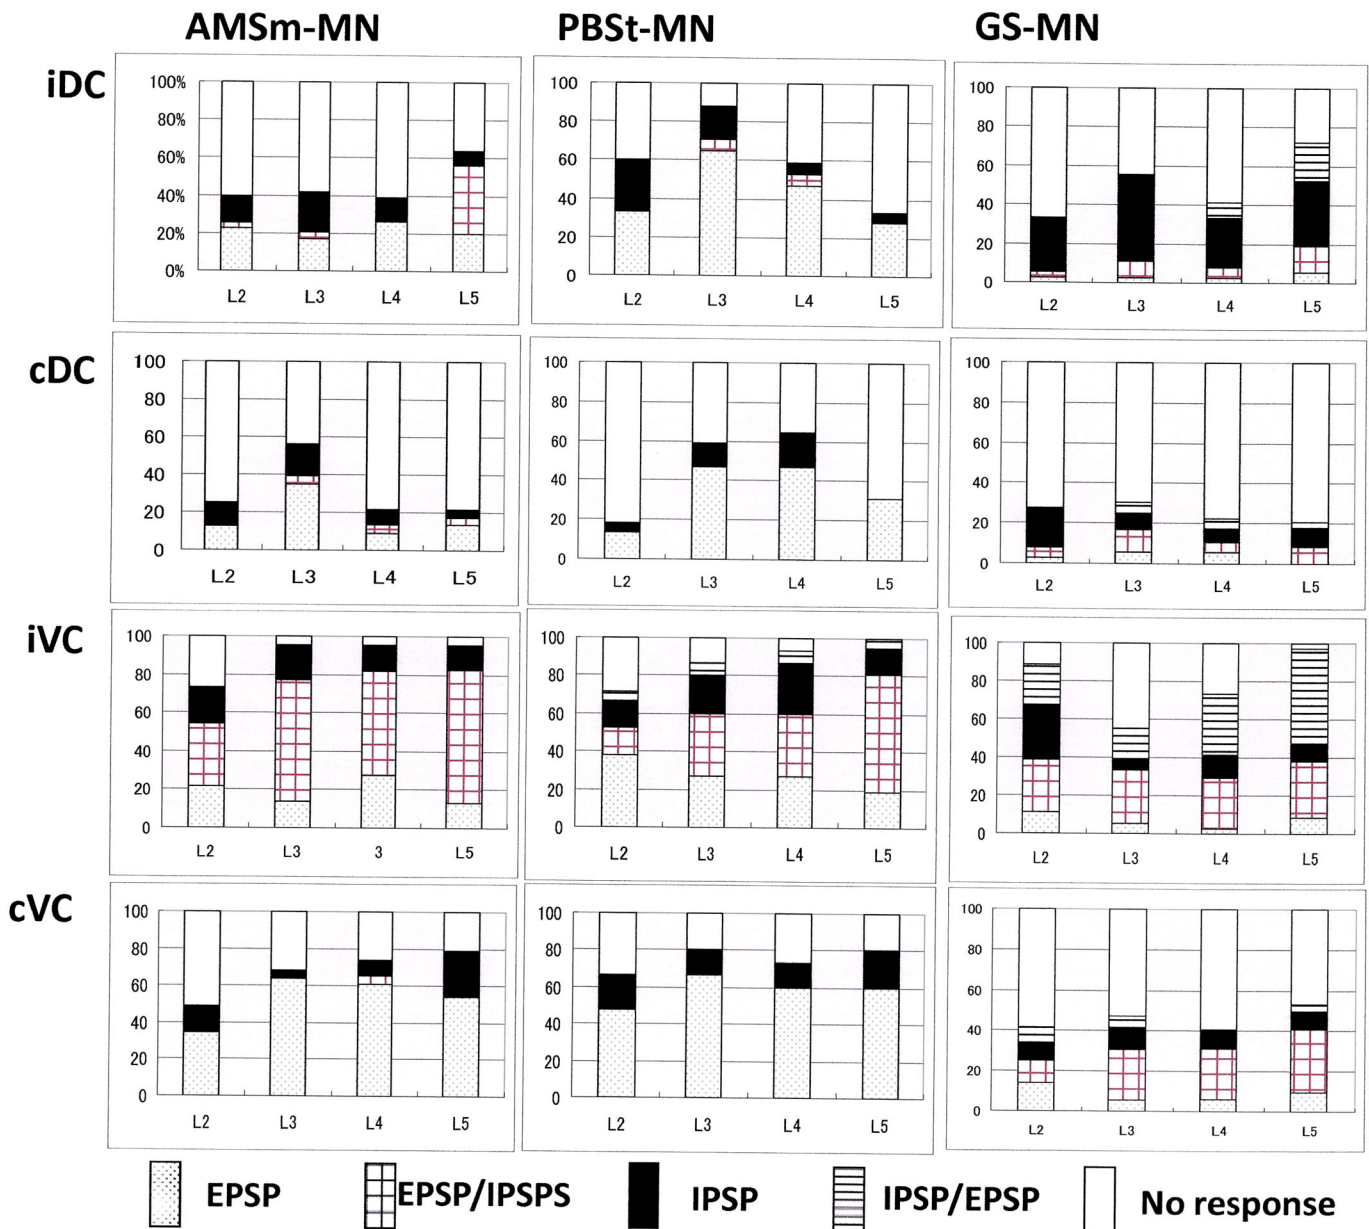 AMSm-MN PBSt-MN GS-MN
iDC
100% 80% 60% 40% 20% 0%
L2 L3 L4 L5
100 80 60 40 20 0
L2 L3 L4 L5
100 80 60 40 20 0
L2 L3 L4 L5
cDC
100 80 60 40 20 0
L2 L3 L4 L5
100 80 60 40 20 0
L2 L3 L4 L5
100 80 60 40 20 0
L2 L3 L4 L5
iVC
100 80 60 40 20 0
L2 L3 3 L5
100 80 60 40 20 0
L2 L3 L4 L5
100 80 60 40 20 0
L2 L3 L4 L5
cVC
100 80 60 40 20 0
L2 L3 L4 L5
100 80 60 40 20 0
L2 L3 L4 L5
100 80 60 40 20 0
L2 L3 L4 L5
EPSP EPSP/IPSPS IPSP IPSP/EPSP No response